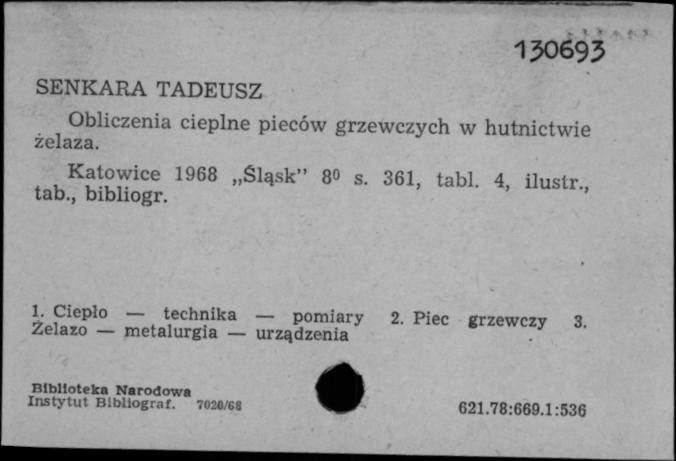 130693
SENKARA TADEUSZ
Obliczenia cieplne pieców grzewczych w hutnictwie
żelaza.
Katowice 1968 „Śląsk” 8⁰ s. 361, tabl. 4, ilustr.,
tab., bibliogr.
1. Ciepło — technika — pomiary 2. Piec grzewczy 3.
Żelazo — metalurgia — urządzenia
Biblioteka Narodowa
Instytut Bibliograf. 7020/68
621.78:669.1:536